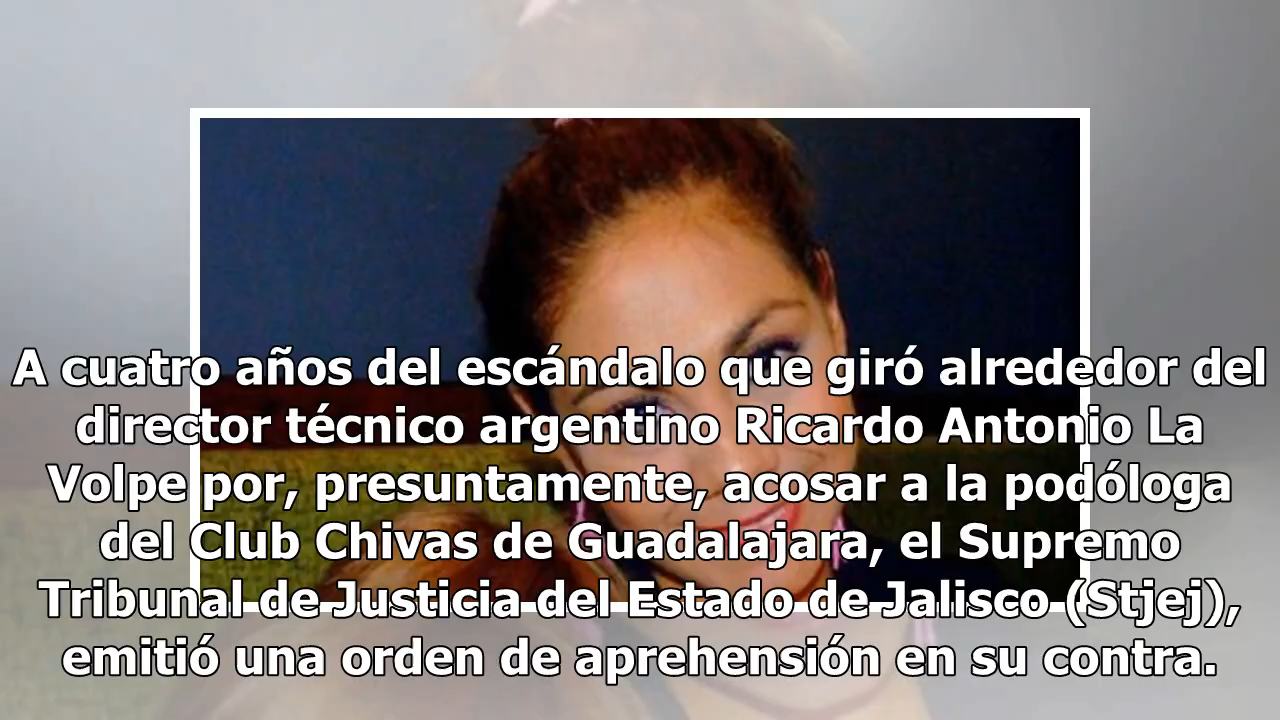 A cuatro años del escándalo que giró alrededor del
director técnico argentino Ricardo Antonio La
Volpe por, presuntamente, acosar a la podóloga
del Club Chivas de Guadalajara, el Supremo
Tribunal de Justicia del Estado de Jalisco (Stjej),
emitió una orden de aprehensión en su contra.